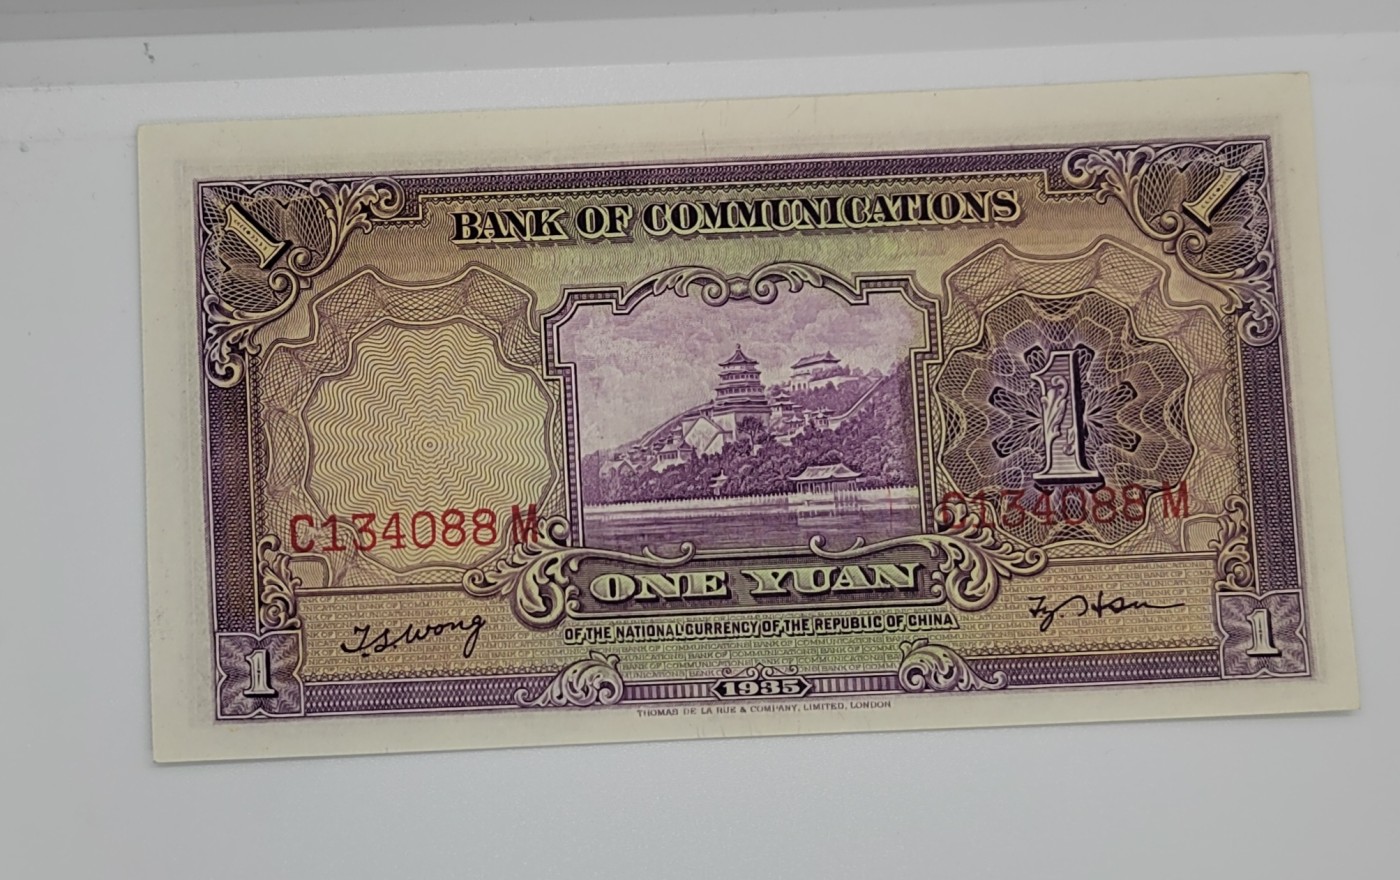 1 1
BANK OF COMMUNICATIONS
1
C134088 M C134088 M
ONE YUAN
T.S.Wong
OF THE NATIONAL CURRENCY OF THE REPUBLIC OF CHINA
1 1
1935
THOMAS DE LA RUE & COMPANY, LIMITED, LONDON